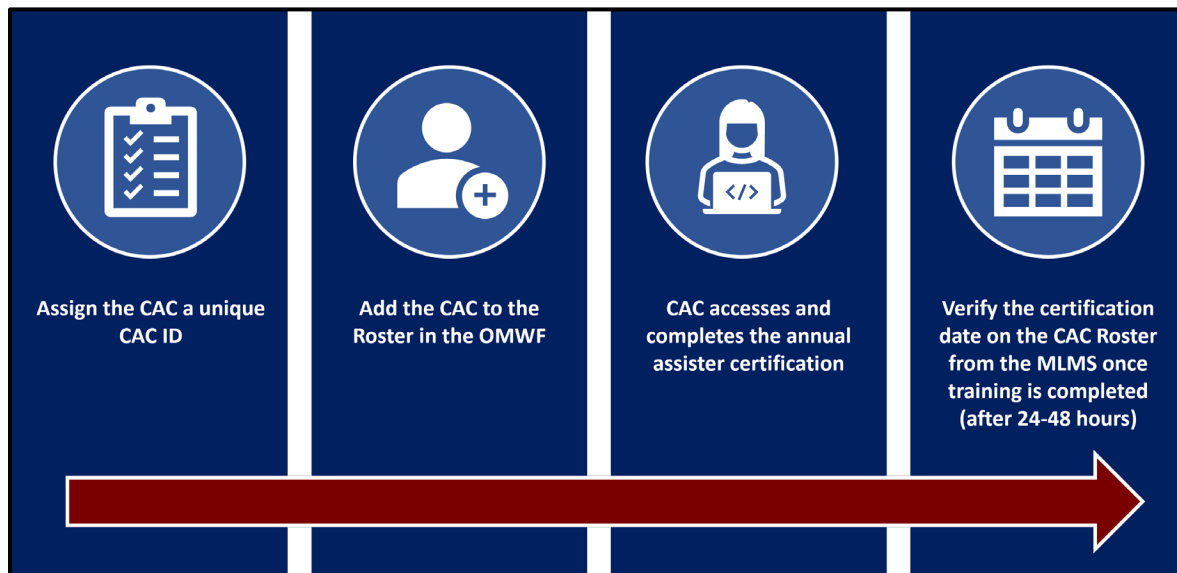 Assign the CAC a unique
CAC ID
Add the CAC to the
Roster in the OMWF
CAC accesses and
completes the annual
assister certification
Verify the certification
date on the CAC Roster
from the MLMS once
training is completed
(after 24-48 hours)